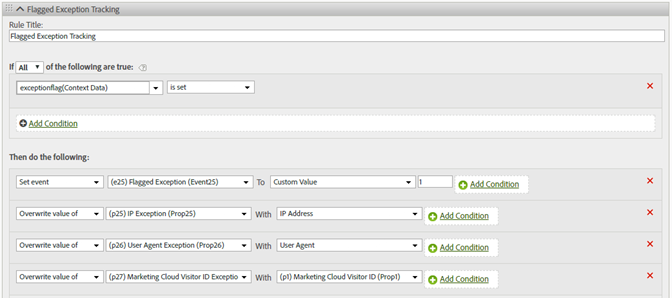 Flagged Exception Tracking
Rule Title:
Flagged Exception Tracking
If All of the following are true:
exceptionflag(Context Data) is set
Add Condition
Then do the following:
Set event (e25) Flagged Exception (Event25) To Custom Value 1 Add Condition
Overwrite value of (p25) IP Exception (Prop25) With IP Address Add Condition
Overwrite value of (p26) User Agent Exception (Prop26) With User Agent Add Condition
Overwrite value of (p27) Marketing Cloud Visitor ID Exceptio With (p1) Marketing Cloud Visitor ID (Prop1) Add Condition